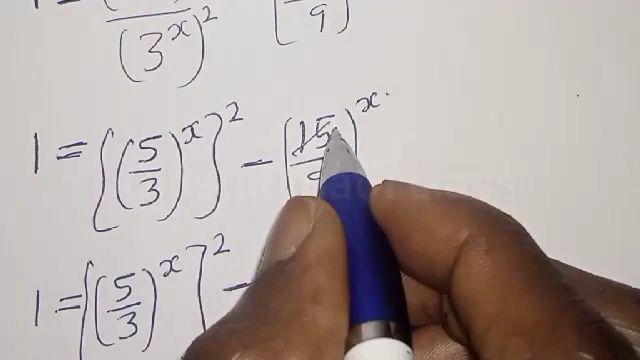 (3^x)^2 9
1 = [(5/3)^x]^2 - (15/9)^x
1 = [(5/3)^x]^2 -